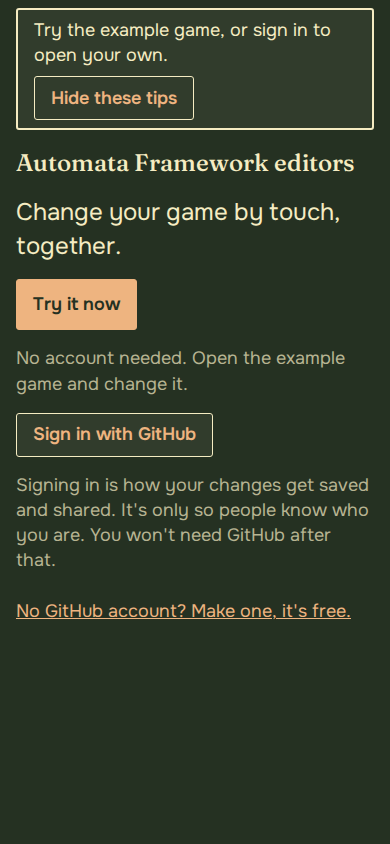 Try the example game, or sign in to
open your own.
Hide these tips
Automata Framework editors
Change your game by touch,
together.
Try it now
No account needed. Open the example
game and change it.
Sign in with GitHub
Signing in is how your changes get saved
and shared. It's only so people know who
you are. You won't need GitHub after
that.
No GitHub account? Make one, it's free.